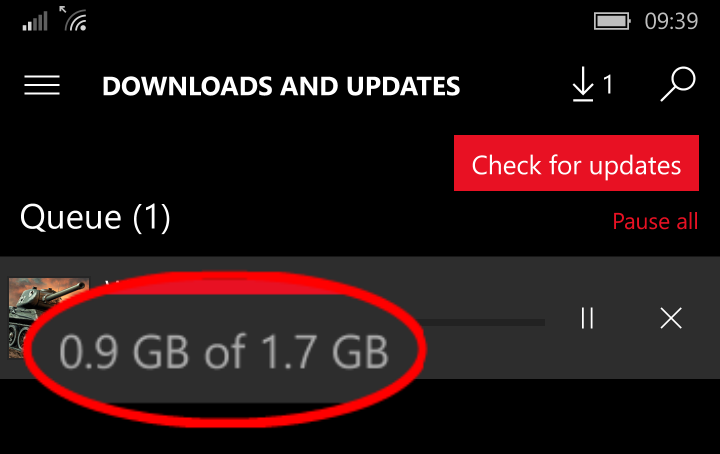 09:39
DOWNLOADS AND UPDATES
1
Check for updates
Queue (1)
Pause all
0.9 GB of 1.7 GB